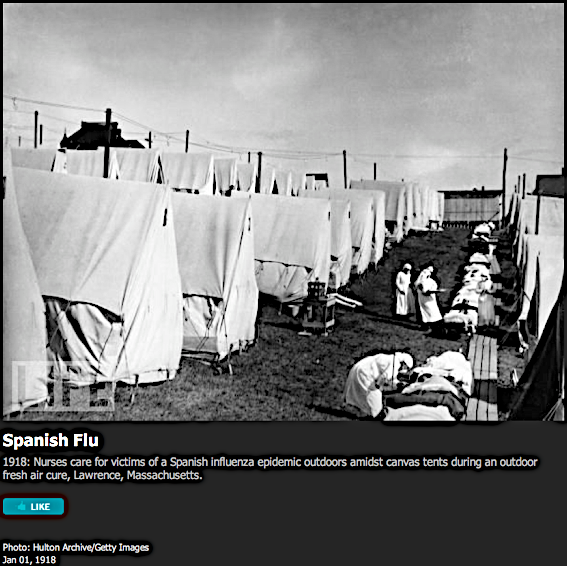 LIFE
Spanish Flu
1918: Nurses care for victims of a Spanish influenza epidemic outdoors amidst canvas tents during an outdoor
fresh air cure, Lawrence, Massachusetts.
LIKE
Photo: Hulton Archive/Getty Images
Jan 01, 1918